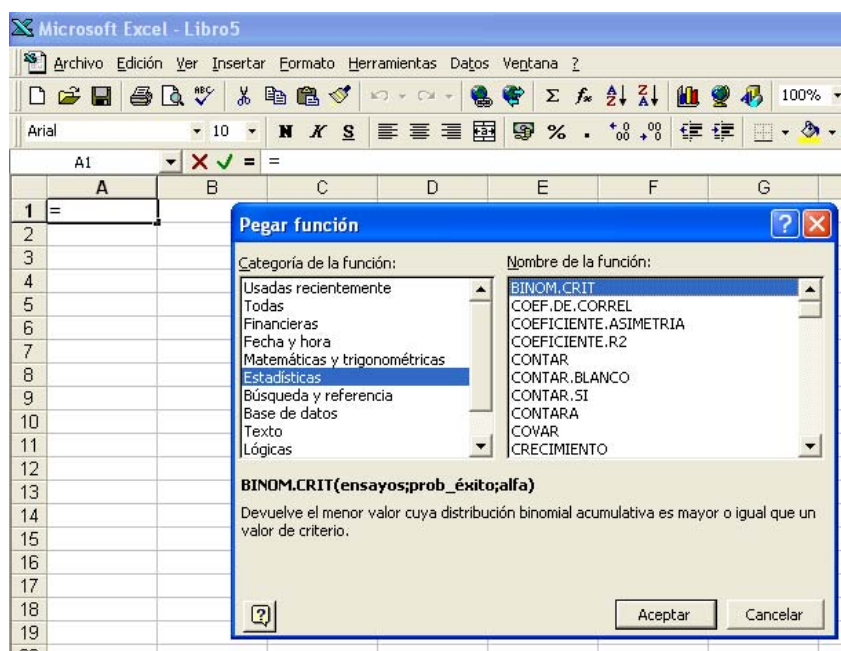 Microsoft Excel - Libro5
Archivo Edición Ver Insertar Formato Herramientas Datos Ventana ?
ABC Σ fx A Z Z A 100%
Arial 10 N K S % .
A1 = =
A B C D E F G
1 =
2
3
4
5
6
7
8
9
10
11
12
13
14
15
16
17
18
19
Pegar función ?
Categoría de la función:
Usadas recientemente
Todas
Financieras
Fecha y hora
Matemáticas y trigonométricas
Estadísticas
Búsqueda y referencia
Base de datos
Texto
Lógicas
Nombre de la función:
BINOM.CRIT
COEF.DE.CORREL
COEFICIENTE.ASIMETRIA
COEFICIENTE.R2
CONTAR
CONTAR.BLANCO
CONTAR.SI
CONTARA
COVAR
CRECIMIENTO
BINOM.CRIT(ensayos;prob_éxito;alfa)
Devuelve el menor valor cuya distribución binomial acumulativa es mayor o igual que un
valor de criterio.
?
Aceptar Cancelar